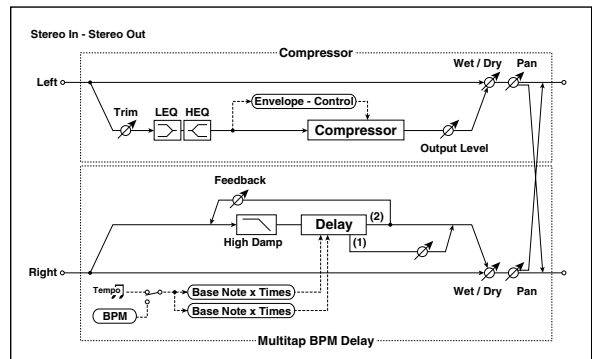 Stereo In - Stereo Out
Compressor
Wet / Dry
Pan
Left
Trim
LEQ
HEQ
Envelope - Control
Compressor
Output Level
Feedback
High Damp
Delay
(2)
(1)
Right
Tempo
BPM
Base Note x Times
Base Note x Times
Wet / Dry
Pan
Multitap BPM Delay